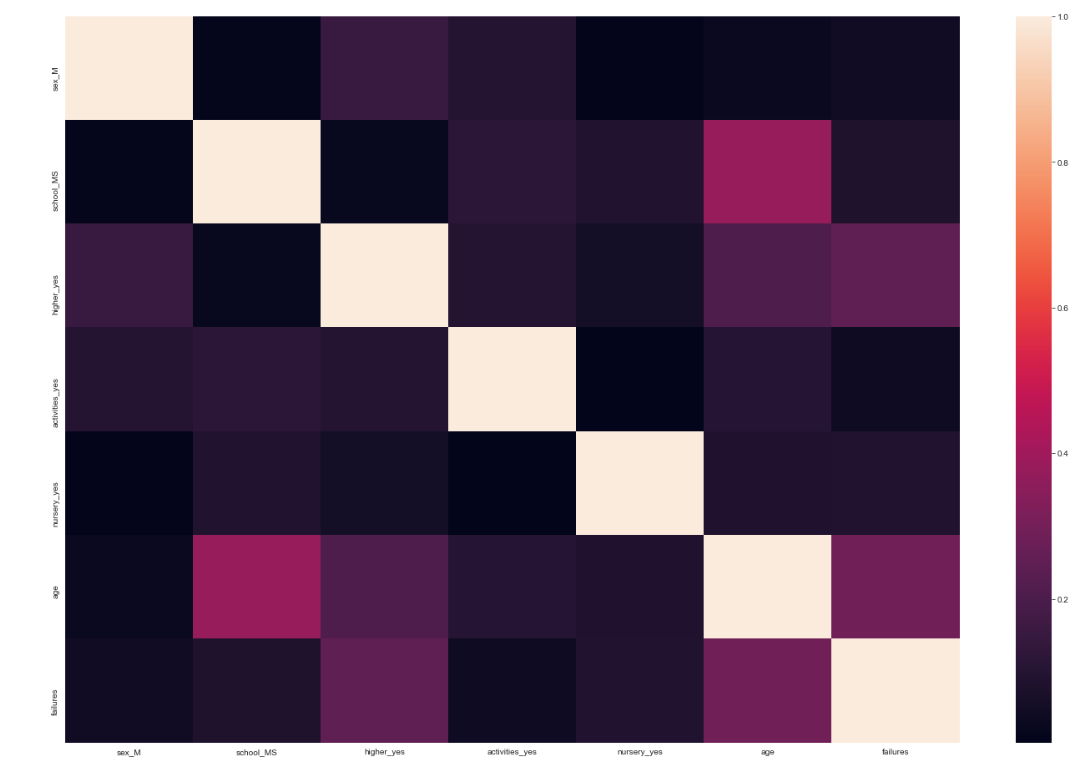 sex_M
school_MS
higher_yes
activities_yes
nursery_yes
age
failures
sex_M
school_MS
higher_yes
activities_yes
nursery_yes
age
failures
1.0
0.8
0.6
0.4
0.2